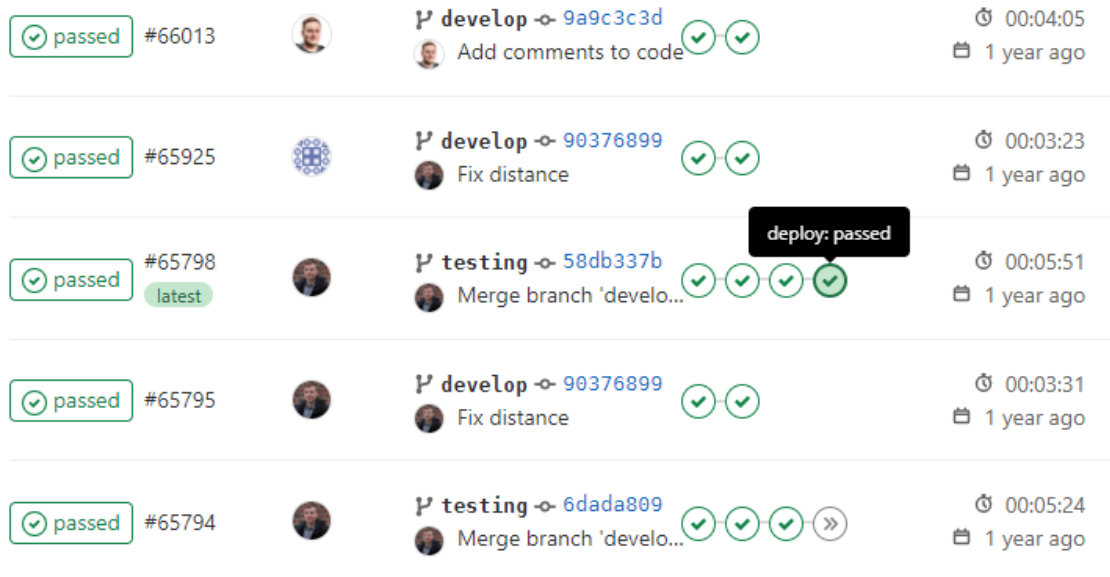 passed #66013 develop 9a9c3c3d 00:04:05
Add comments to code 1 year ago
passed #65925 develop 90376899 00:03:23
Fix distance 1 year ago
deploy: passed
passed #65798 testing 58db337b 00:05:51
latest Merge branch 'develo... 1 year ago
passed #65795 develop 90376899 00:03:31
Fix distance 1 year ago
passed #65794 testing 6dada809 00:05:24
Merge branch 'develo... 1 year ago